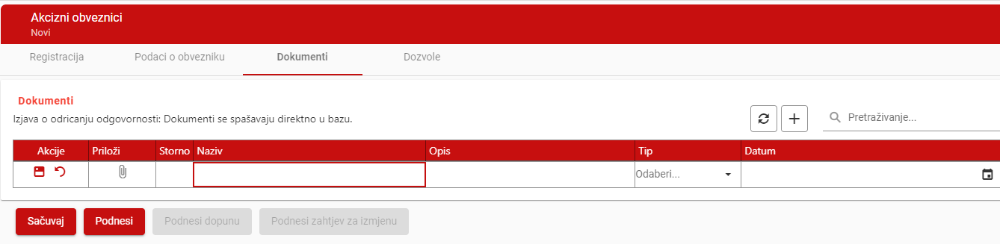 Akcizni obveznici
Novi
Registracija Podaci o obvezniku Dokumenti Dozvole
Dokumenti
Izjava o odricanju odgovornosti: Dokumenti se spašavaju direktno u bazu.
Pretraživanje...
Akcije Priloži Storno Naziv Opis Tip Datum
Odaberi...
Sačuvaj Podnesi Podnesi dopunu Podnesi zahtjev za izmjenu